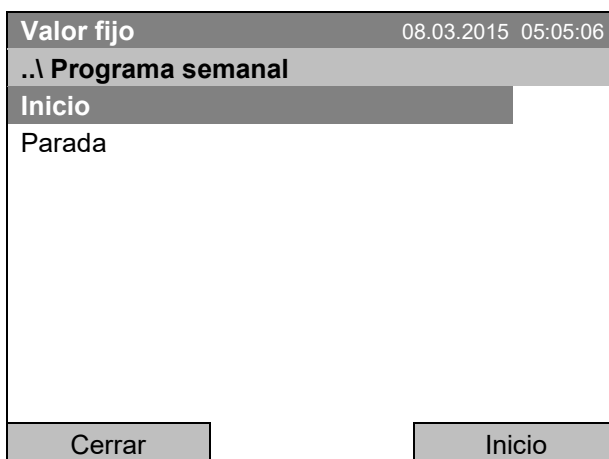 Valor fijo 08.03.2015 05:05:06
..\ Programa semanal
Inicio
Parada
Cerrar Inicio